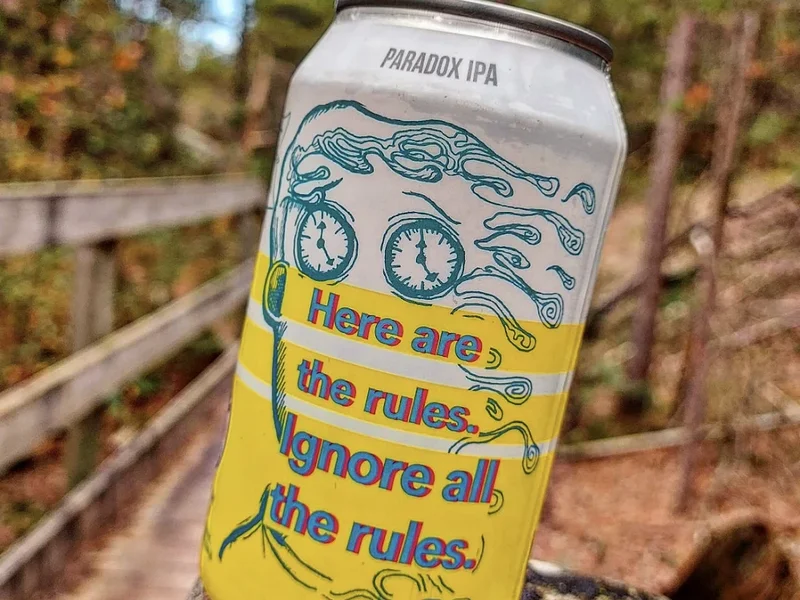 PARADOX IPA
Here are
the rules.
Ignore all
the rules.